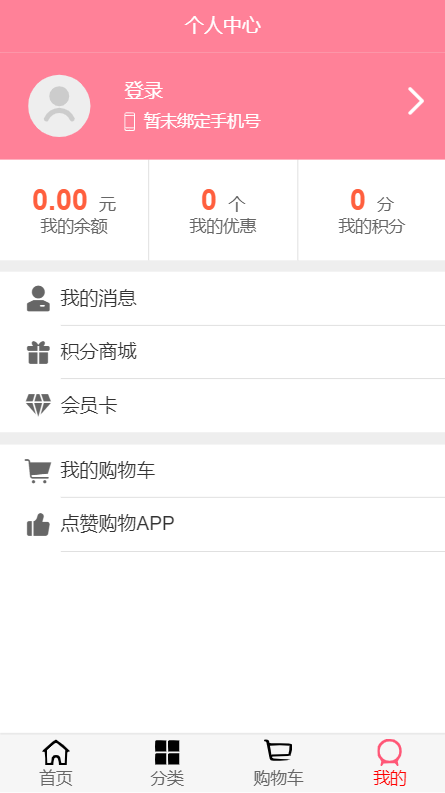 个人中心
登录
暂未绑定手机号
0.00 元 0 个 0 分
我的余额 我的优惠 我的积分
我的消息
积分商城
会员卡
我的购物车
点赞购物APP
首页 分类 购物车 我的